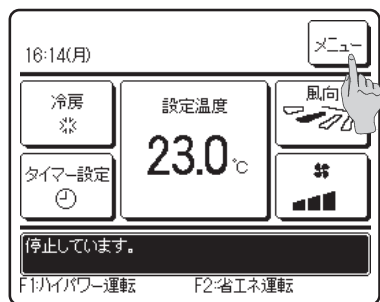 16:14(月)
メニュー
冷房
設定温度
風向
23.0℃
タイマー設定
停止しています。
F1:ハイパワー運転 F2:省エネ運転